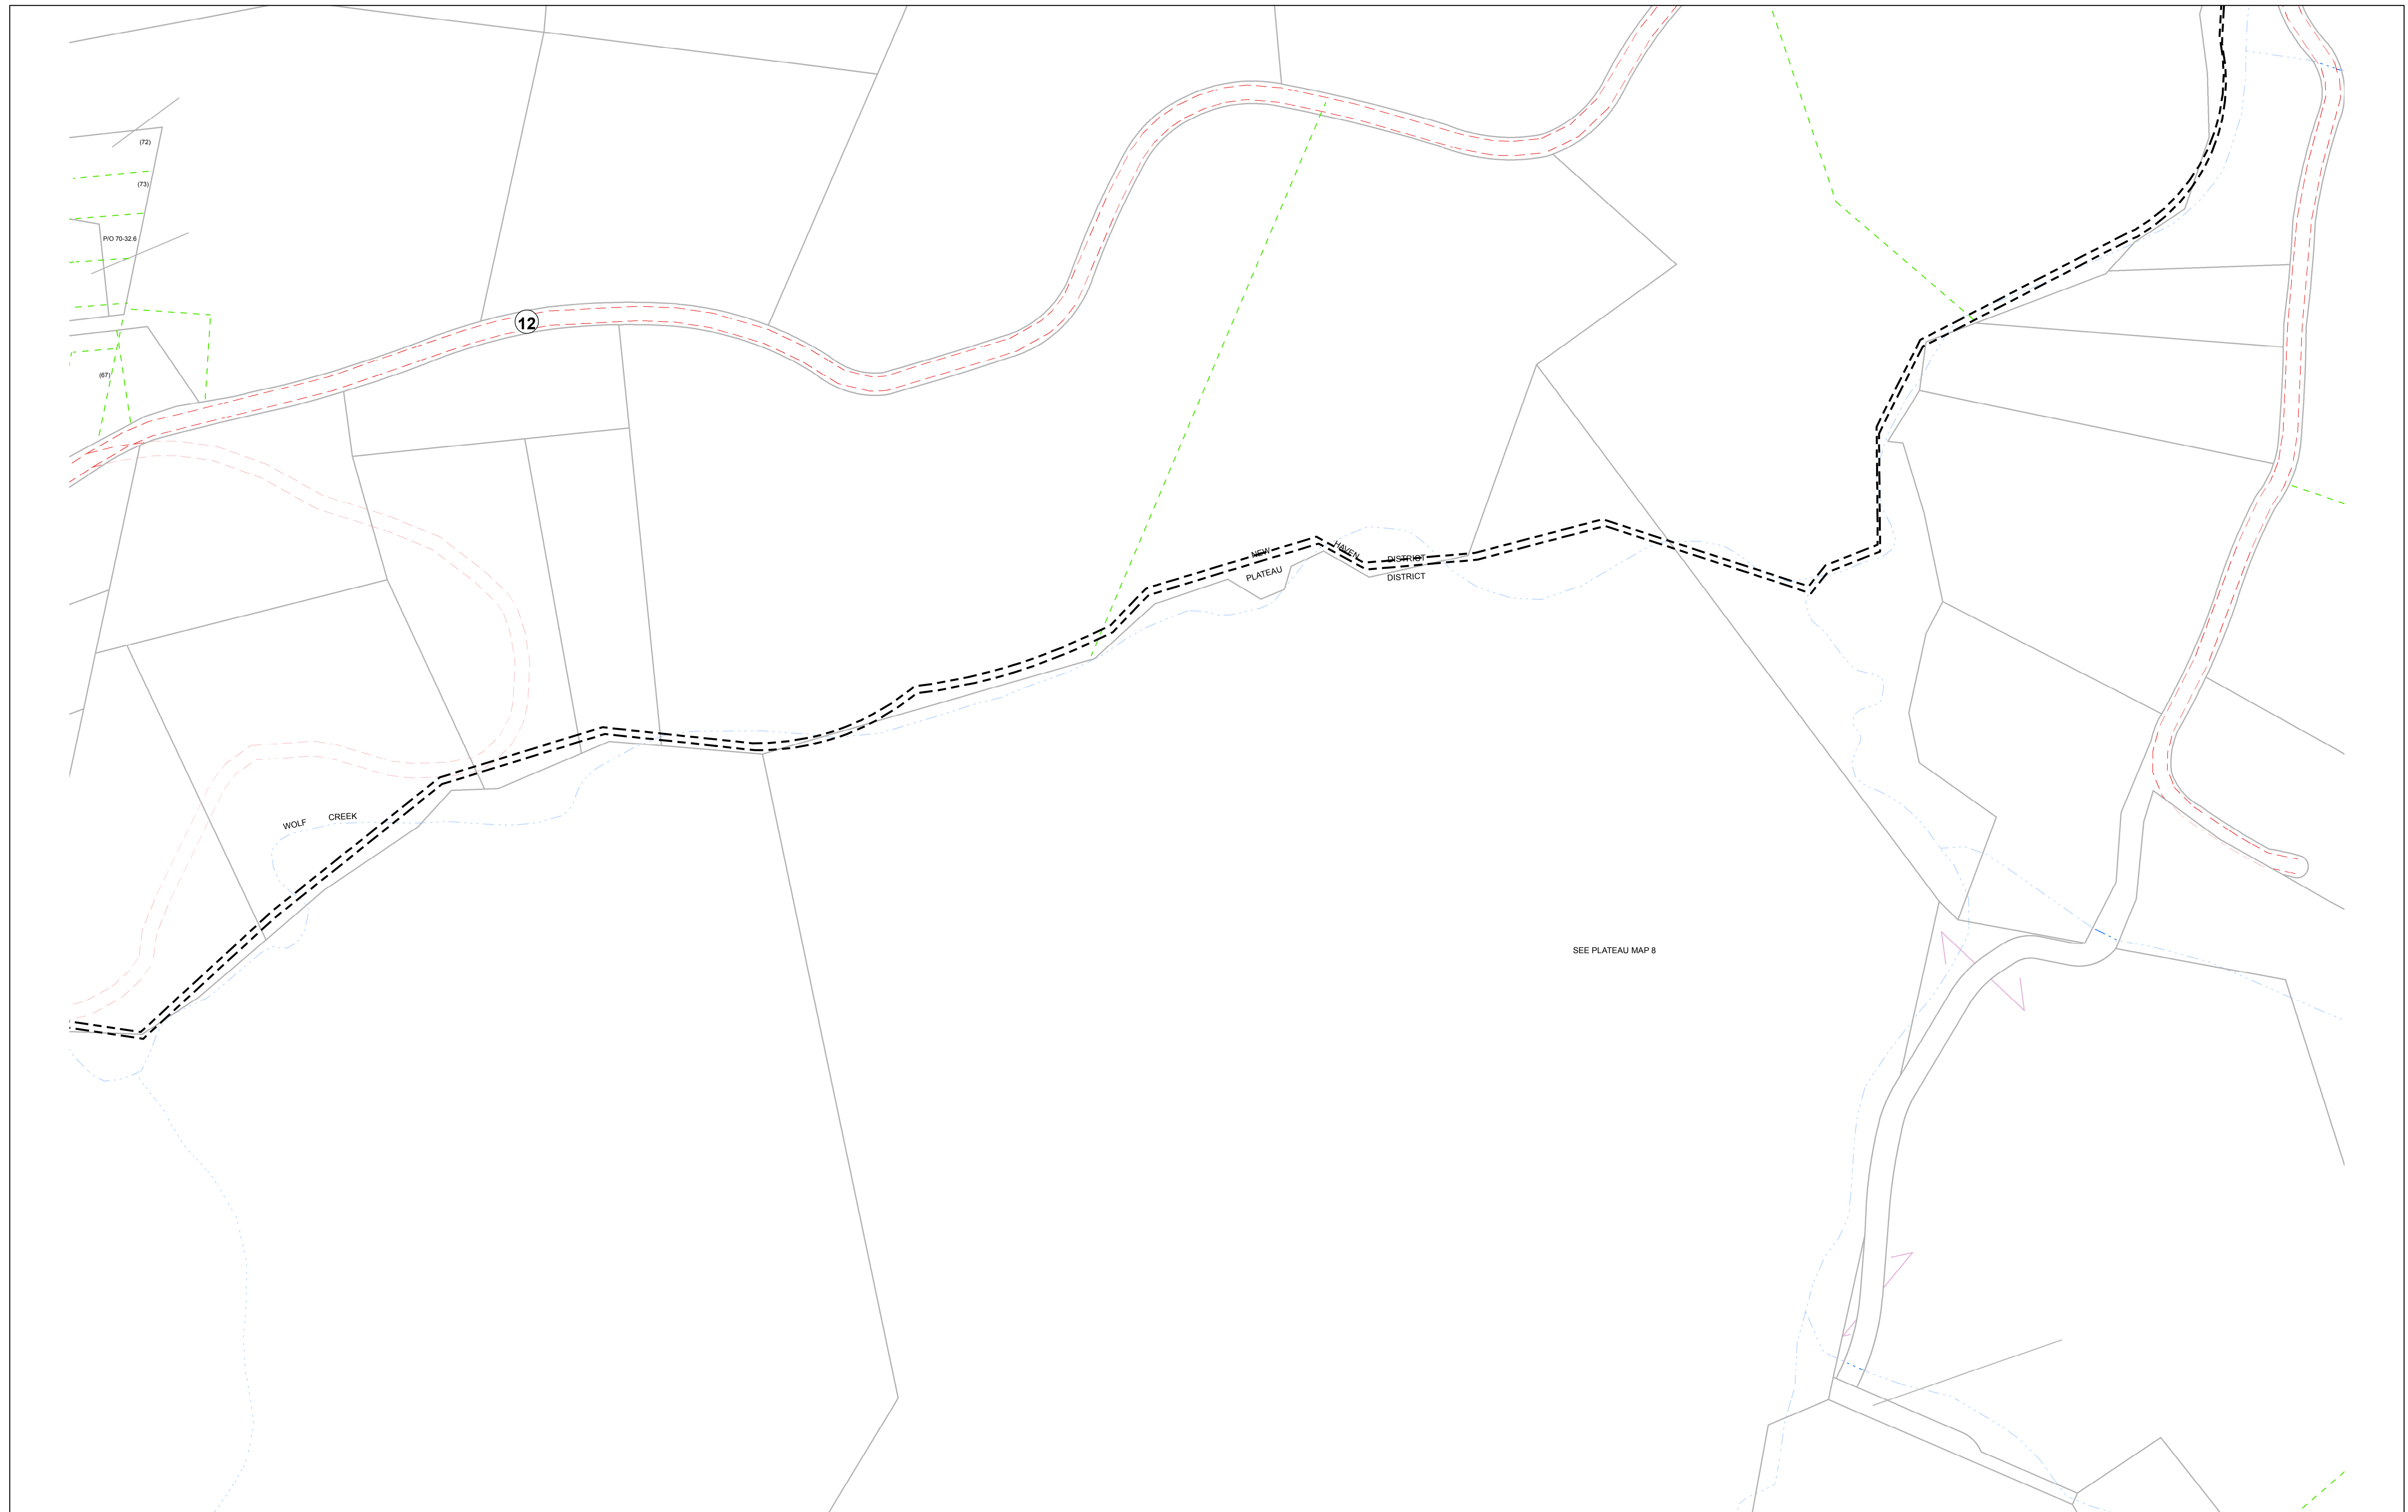 (72)
(73)
P/O 70-32.6
12
(67)
NEW HAVEN DISTRICT
PLATEAU DISTRICT
WOLF CREEK
SEE PLATEAU MAP 8